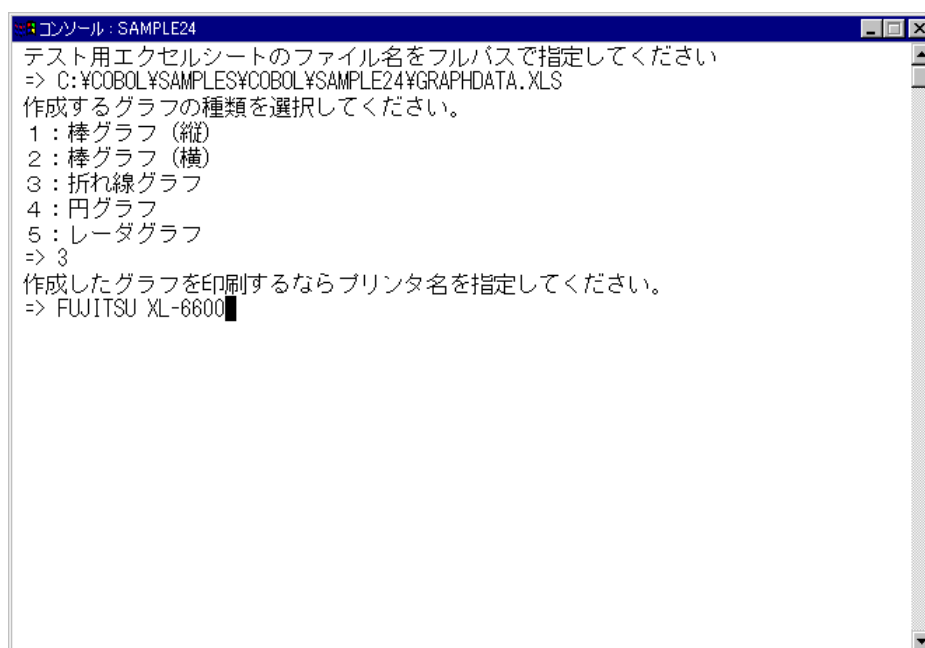 コンソール : SAMPLE24
テスト用エクセルシートのファイル名をフルパスで指定してください
=> C:¥COBOL¥SAMPLES¥COBOL¥SAMPLE24¥GRAPHDATA.XLS
作成するグラフの種類を選択してください。
１：棒グラフ（縦）
２：棒グラフ（横）
３：折れ線グラフ
４：円グラフ
５：レーダグラフ
=> 3
作成したグラフを印刷するならプリンタ名を指定してください。
=> FUJITSU XL-6600